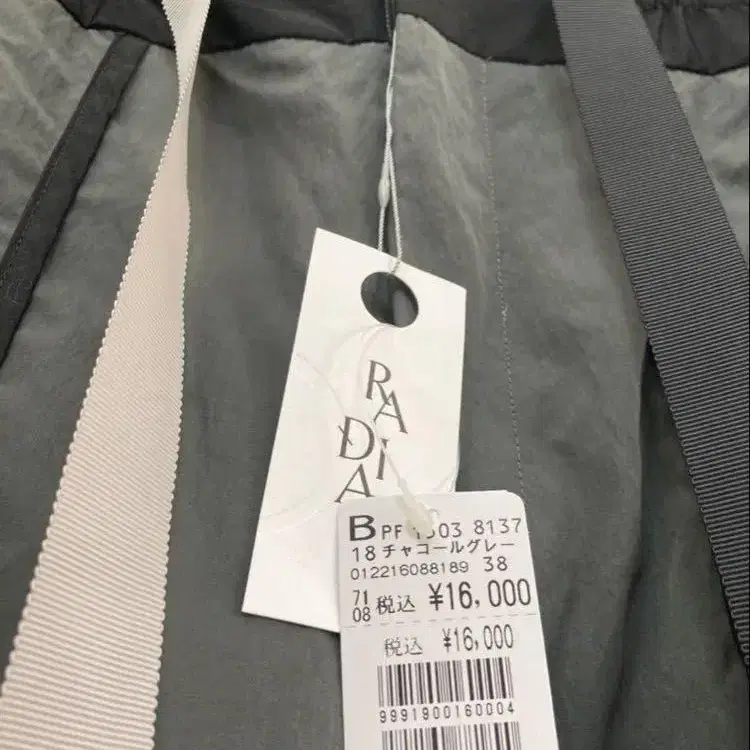 RA
DI
A
B PF 1503 8137
18 チャコールグレー
012216088189 38
71
08 税込 ¥16,000
税込 ¥16,000
9991900160004